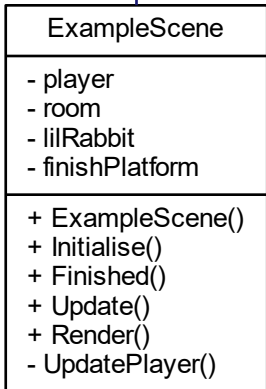 ExampleScene
- player
- room
- lilRabbit
- finishPlatform
+ ExampleScene()
+ Initialise()
+ Finished()
+ Update()
+ Render()
- UpdatePlayer()